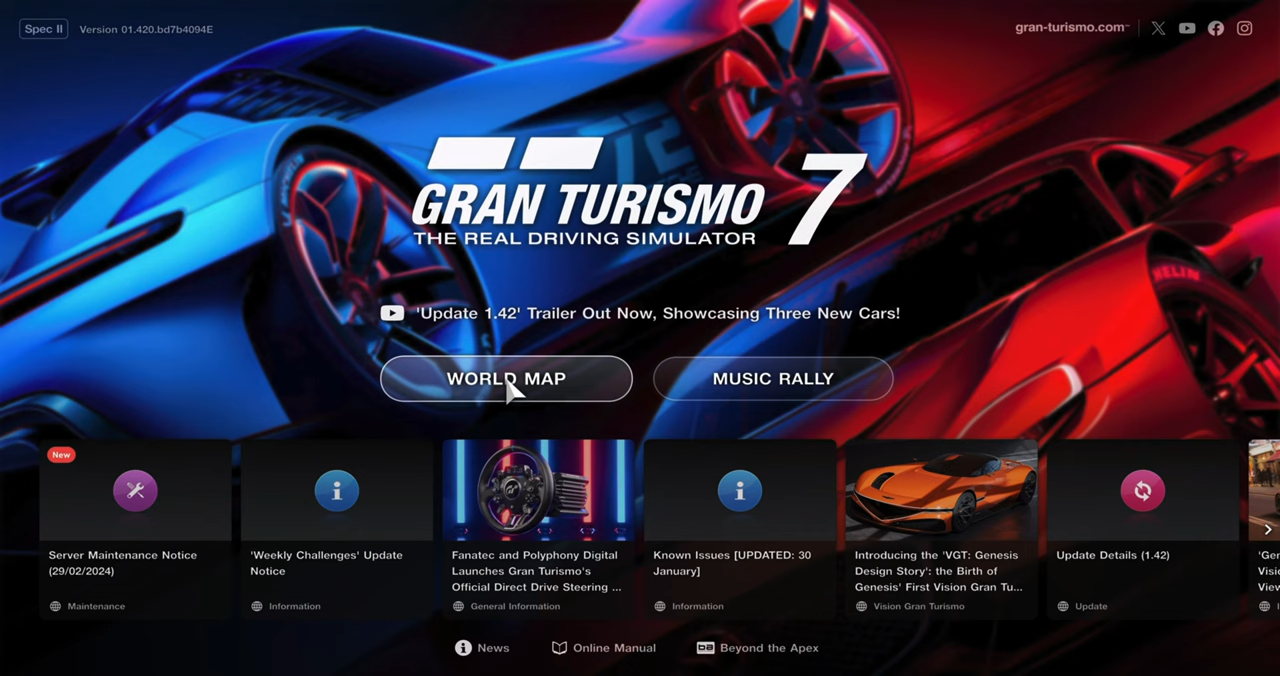 Spec II
Version 01.420.bd7b4094E
gran-turismo.com
GRAN TURISMO 7
THE REAL DRIVING SIMULATOR
'Update 1.42' Trailer Out Now, Showcasing Three New Cars!
WORLD MAP
MUSIC RALLY
New
Server Maintenance Notice
(29/02/2024)
Maintenance
'Weekly Challenges' Update
Notice
Information
Fanatec and Polyphony Digital
Launches Gran Turismo's
Official Direct Drive Steering ...
General Information
Known Issues [UPDATED: 30
January]
Information
Introducing the 'VGT: Genesis
Design Story': the Birth of
Genesis' First Vision Gran Tu...
Vision Gran Turismo
Update Details (1.42)
Update
News
Online Manual
Beyond the Apex